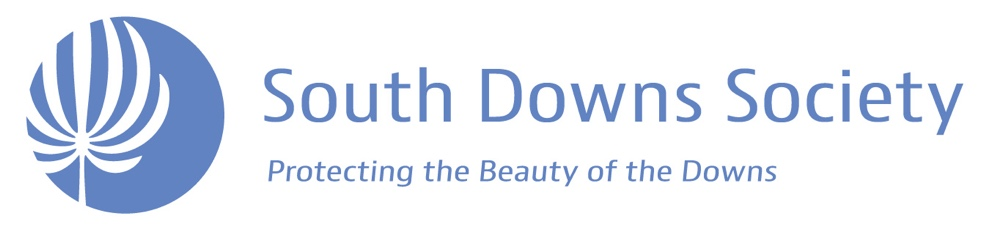 South Downs Society
Protecting the Beauty of the Downs